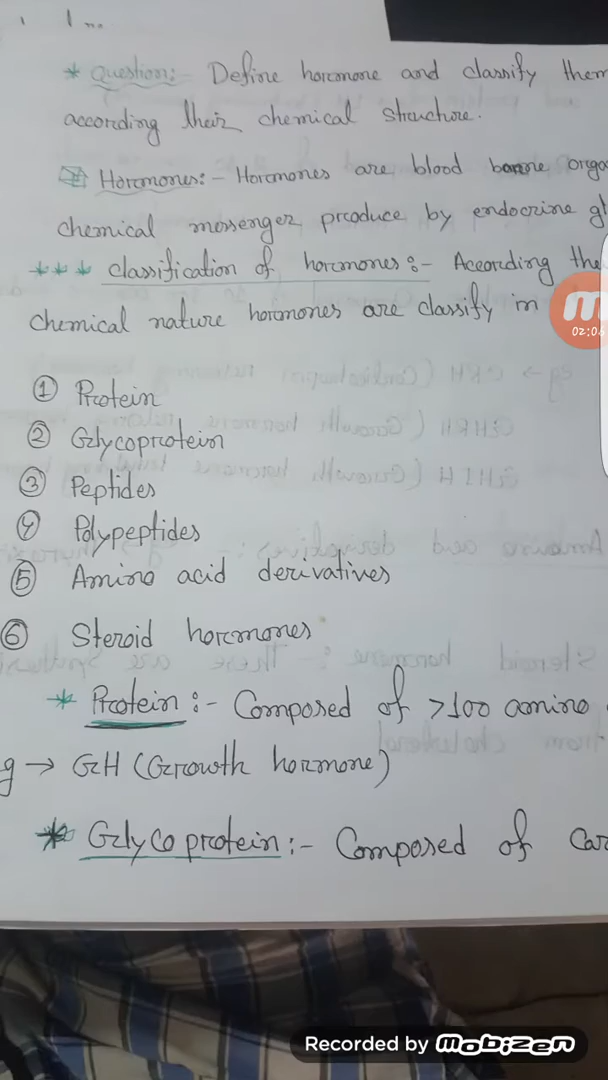 * Question:- Define hormone and classify them
according their chemical structure.
Hormones:- Hormones are blood borne orga
chemical messenger produce by endocrine gl
*** classification of hormones:- According the
chemical nature hormones are classify in
① Protein
② Glycoprotein
③ Peptides
④ Polypeptides
⑤ Amino acid derivatives
⑥ Steroid hormones
* Protein:- Composed of >100 amino
g → GH (Growth hormone)
* Glycoprotein:- Composed of Car
02:06
Recorded by mobizen